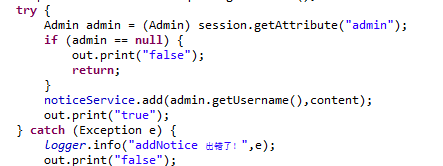 try {
Admin admin = (Admin) session.getAttribute("admin");
if (admin == null) {
out.print("false");
return;
}
noticeService.add(admin.getUsername(),content);
out.print("true");
} catch (Exception e) {
logger.info("addNotice 出错了！",e);
out.print("false");